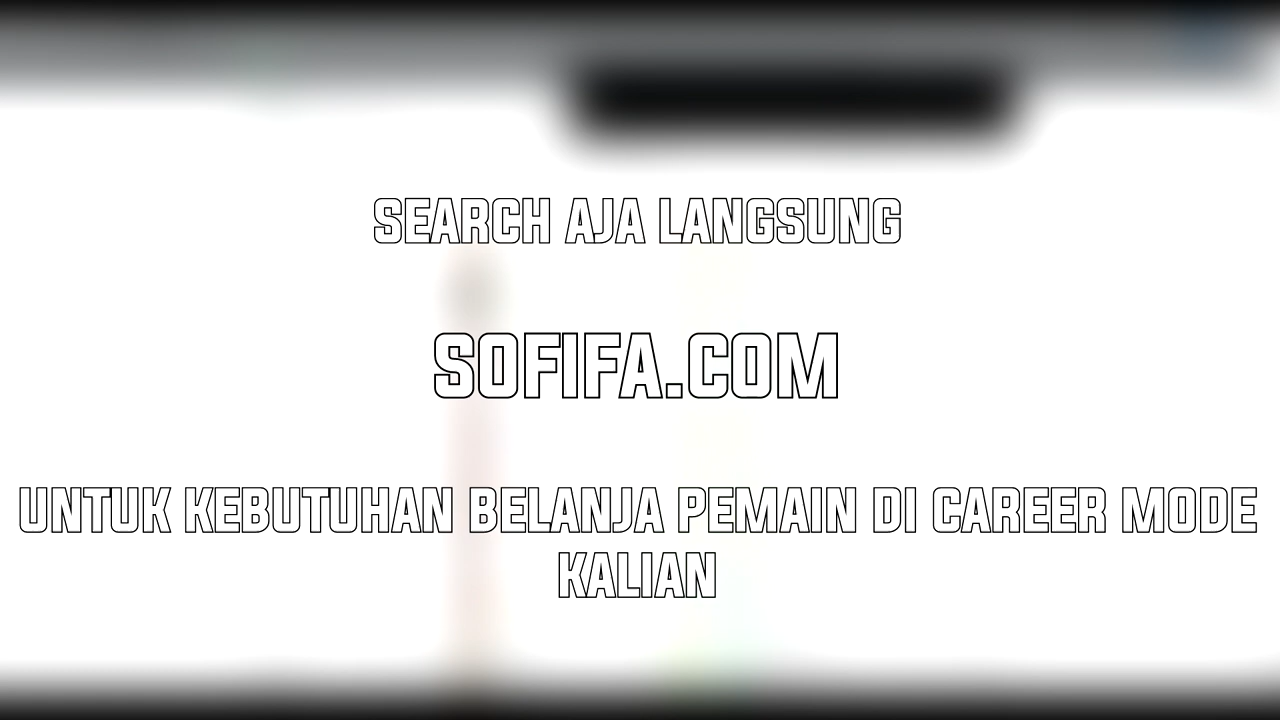 SEARCH AJA LANGSUNG
SOFIFA.COM
UNTUK KEBUTUHAN BELANJA PEMAIN DI CAREER MODE
KALIAN